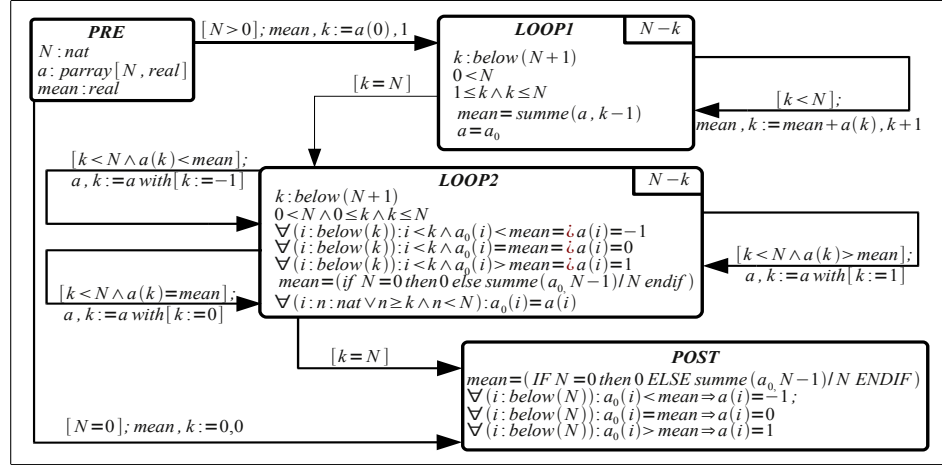 PRE
N : nat
a : parray [N , real]
mean : real
[N>0]; mean , k := a(0) , 1
LOOP1
N−k
k : below (N+1)
0<N
1≤k∧k≤N
mean= summe(a , k−1)
a=a₀
[k<N];
mean , k := mean+a(k) , k+1
[k=N]
[k<N∧a(k)<mean];
a , k := a with[k:=−1]
LOOP2
N−k
k : below (N+1)
0<N∧0≤k∧k≤N
∀(i : below(k)): i<k∧a₀(i)<mean=¿a(i)=−1
∀(i : below(k)): i<k∧a₀(i)=mean=¿a(i)=0
∀(i : below(k)): i<k∧a₀(i)>mean=¿a(i)=1
mean=(if N=0 then 0 else summe(a₀, N−1)/N endif)
∀(i : n : nat∨n≥k∧n<N): a₀(i)=a(i)
[k<N∧a(k)>mean];
a , k := a with[k:=1]
[k<N∧a(k)=mean];
a , k := a with[k:=0]
[k=N]
POST
mean=(IF N=0 then 0 ELSE summe(a₀, N−1)/N ENDIF)
∀(i : below(N)): a₀(i)<mean⇒a(i)=−1;
∀(i : below(N)): a₀(i)=mean⇒a(i)=0
∀(i : below(N)): a₀(i)>mean⇒a(i)=1
[N=0]; mean , k := 0,0